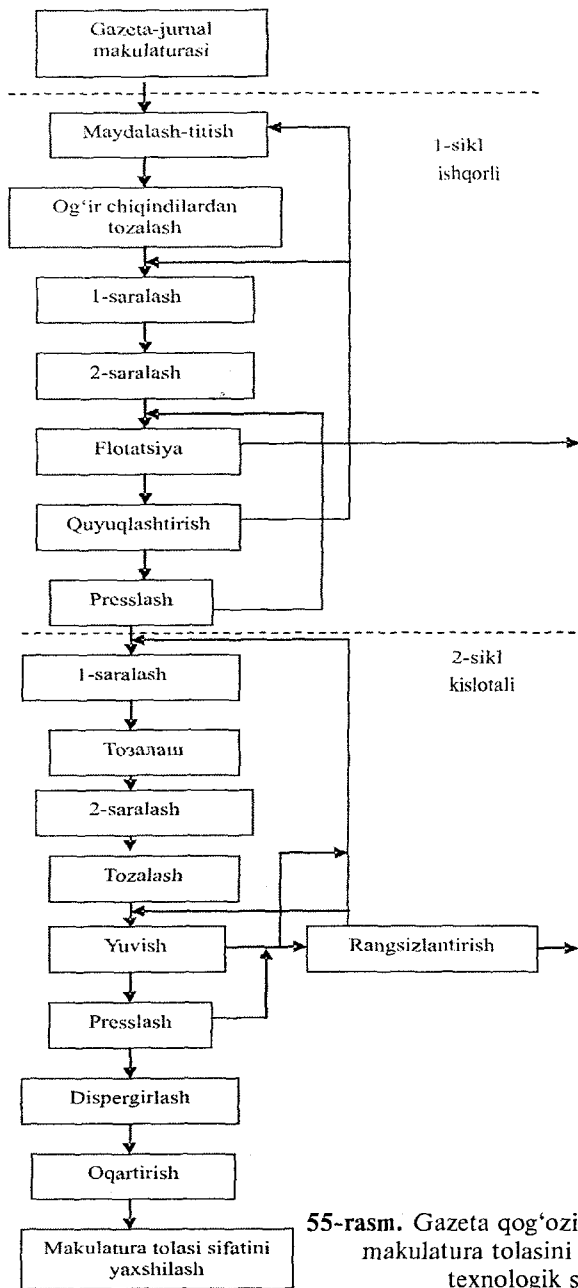 Gazeta-jurnal
makulaturasi
Maydalash-titish
1-sikl
ishqorli
Og‘ir chiqindilardan
tozalash
1-saralash
2-saralash
Flotatsiya
Quyuqlashtirish
Presslash
2-sikl
kislotali
1-saralash
Тозалаш
2-saralash
Tozalash
Yuvish
Rangsizlantirish
Presslash
Dispergirlash
Oqartirish
Makulatura tolasi sifatini
yaxshilash
55-rasm. Gazeta qog‘ozi
makulatura tolasini
texnologik s